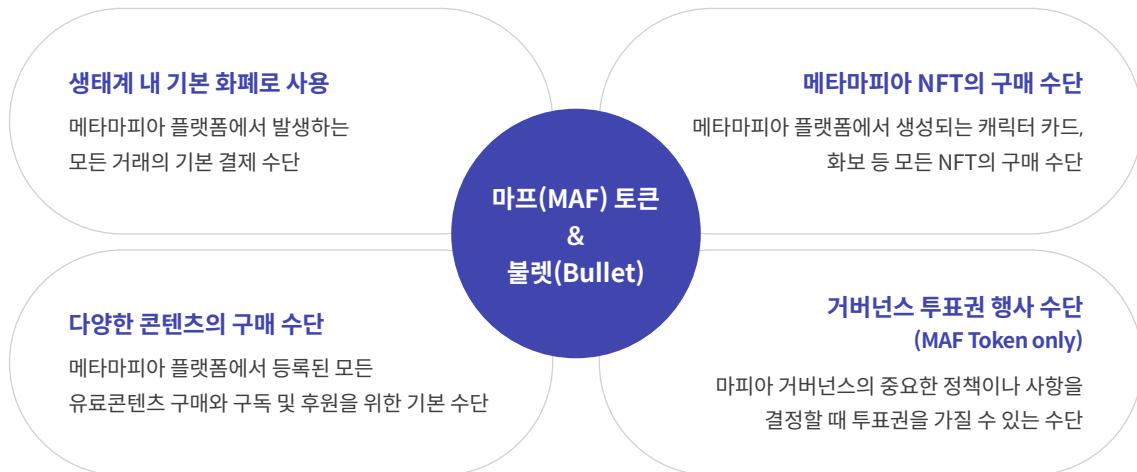 생태계 내 기본 화폐로 사용
메타마피아 플랫폼에서 발생하는
모든 거래의 기본 결제 수단
메타마피아 NFT의 구매 수단
메타마피아 플랫폼에서 생성되는 캐릭터 카드,
화보 등 모든 NFT의 구매 수단
마프(MAF) 토큰
&
불렛(Bullet)
다양한 콘텐츠의 구매 수단
메타마피아 플랫폼에서 등록된 모든
유료콘텐츠 구매와 구독 및 후원을 위한 기본 수단
거버넌스 투표권 행사 수단
(MAF Token only)
마피아 거버넌스의 중요한 정책이나 사항을
결정할 때 투표권을 가질 수 있는 수단